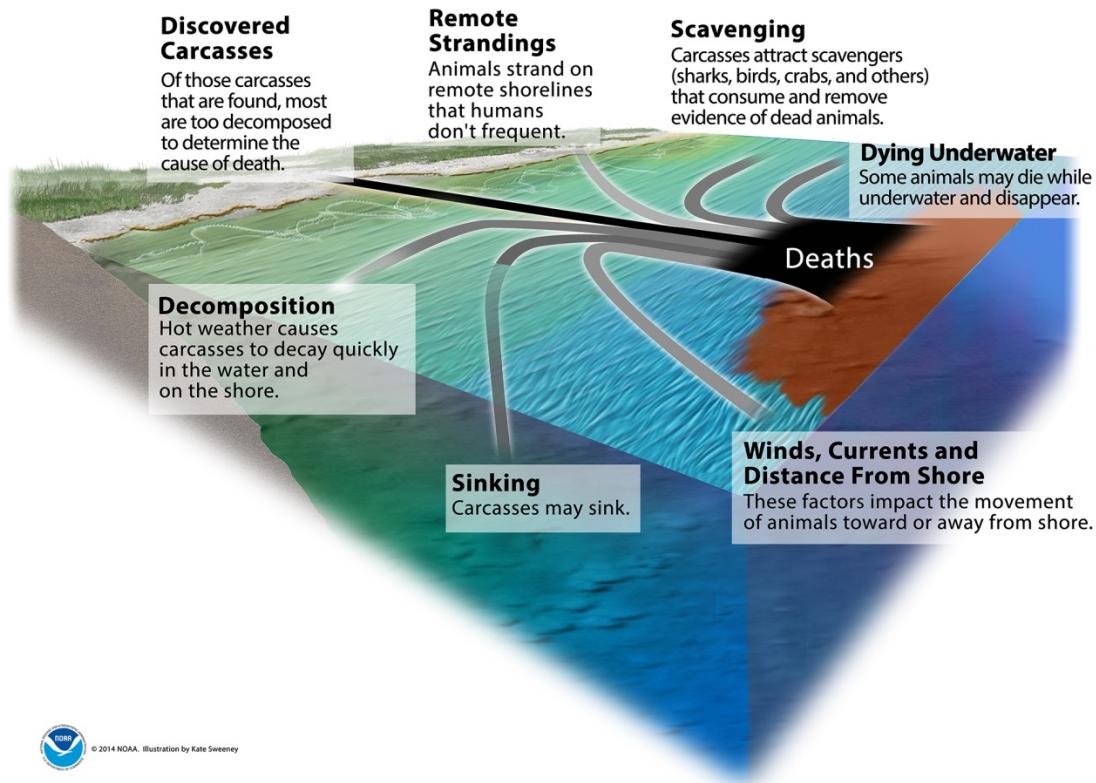 Discovered
Carcasses
Of those carcasses
that are found, most
are too decomposed
to determine the
cause of death.
Remote
Strandings
Animals strand on
remote shorelines
that humans
don't frequent.
Scavenging
Carcasses attract scavengers
(sharks, birds, crabs, and others)
that consume and remove
evidence of dead animals.
Dying Underwater
Some animals may die while
underwater and disappear.
Deaths
Decomposition
Hot weather causes
carcasses to decay quickly
in the water and
on the shore.
Sinking
Carcasses may sink.
Winds, Currents and
Distance From Shore
These factors impact the movement
of animals toward or away from shore.
NOAA
© 2014 NOAA. Illustration by Kate Sweeney